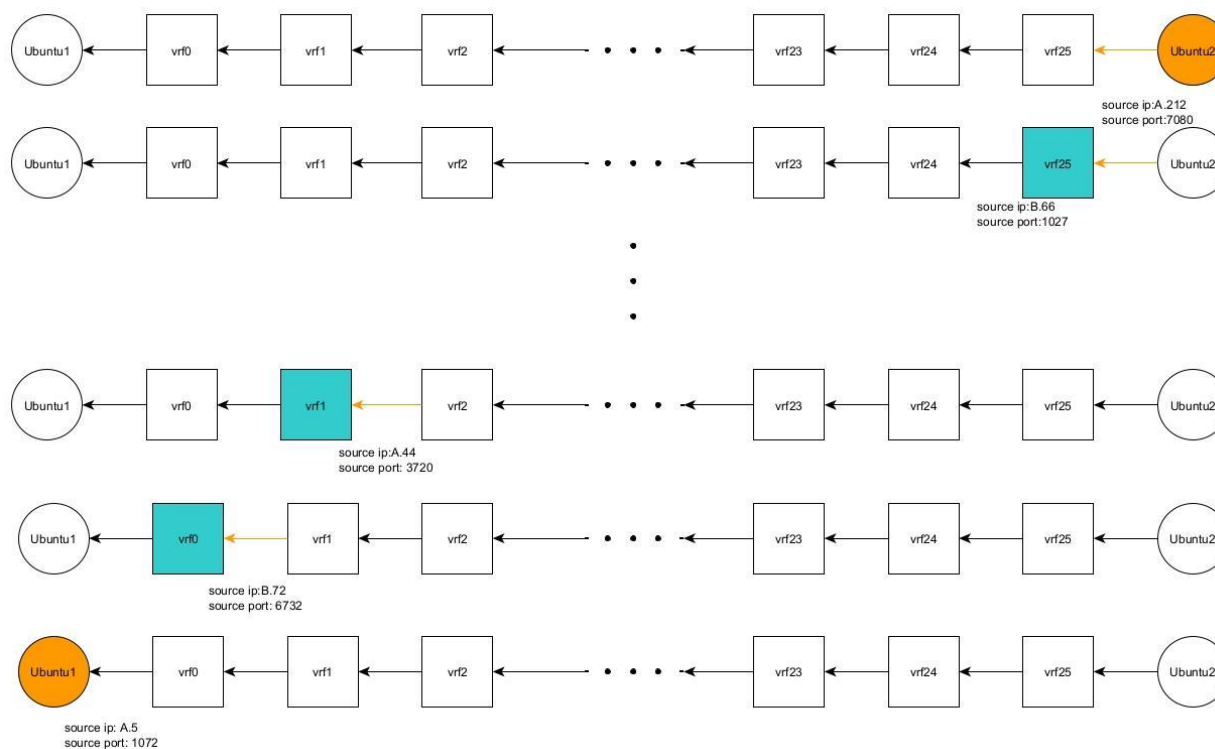 Ubuntu1 vrf0 vrf1 vrf2 vrf23 vrf24 vrf25 Ubuntu2
source ip:A.212
source port:7080
Ubuntu1 vrf0 vrf1 vrf2 vrf23 vrf24 vrf25 Ubuntu2
source ip:B.66
source port:1027
Ubuntu1 vrf0 vrf1 vrf2 vrf23 vrf24 vrf25 Ubuntu2
source ip:A.44
source port: 3720
Ubuntu1 vrf0 vrf1 vrf2 vrf23 vrf24 vrf25 Ubuntu2
source ip:B.72
source port: 6732
Ubuntu1 vrf0 vrf1 vrf2 vrf23 vrf24 vrf25 Ubuntu2
source ip: A.5
source port: 1072